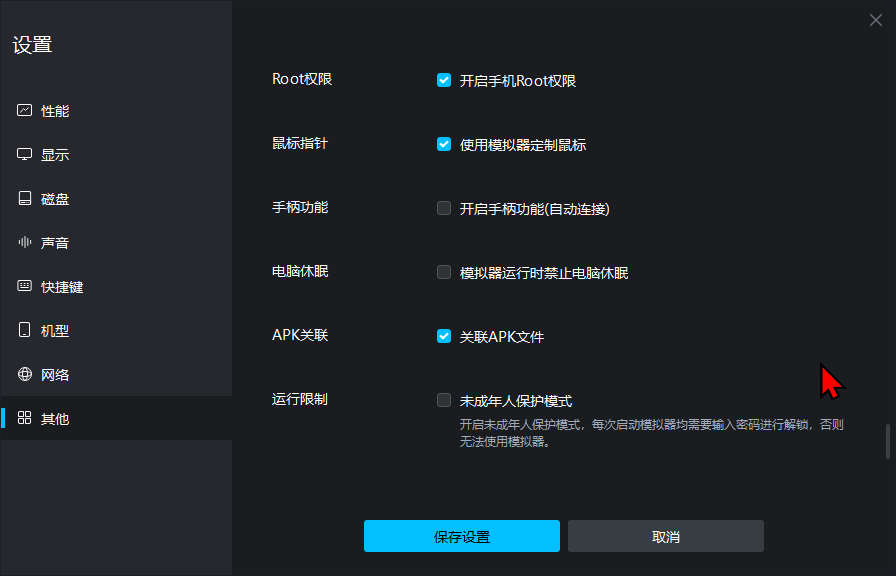 设置
性能
显示
磁盘
声音
快捷键
机型
网络
其他
Root权限
开启手机Root权限
鼠标指针
使用模拟器定制鼠标
手柄功能
开启手柄功能(自动连接)
电脑休眠
模拟器运行时禁止电脑休眠
APK关联
关联APK文件
运行限制
未成年人保护模式
开启未成年人保护模式，每次启动模拟器均需要输入密码进行解锁，否则
无法使用模拟器。
保存设置
取消